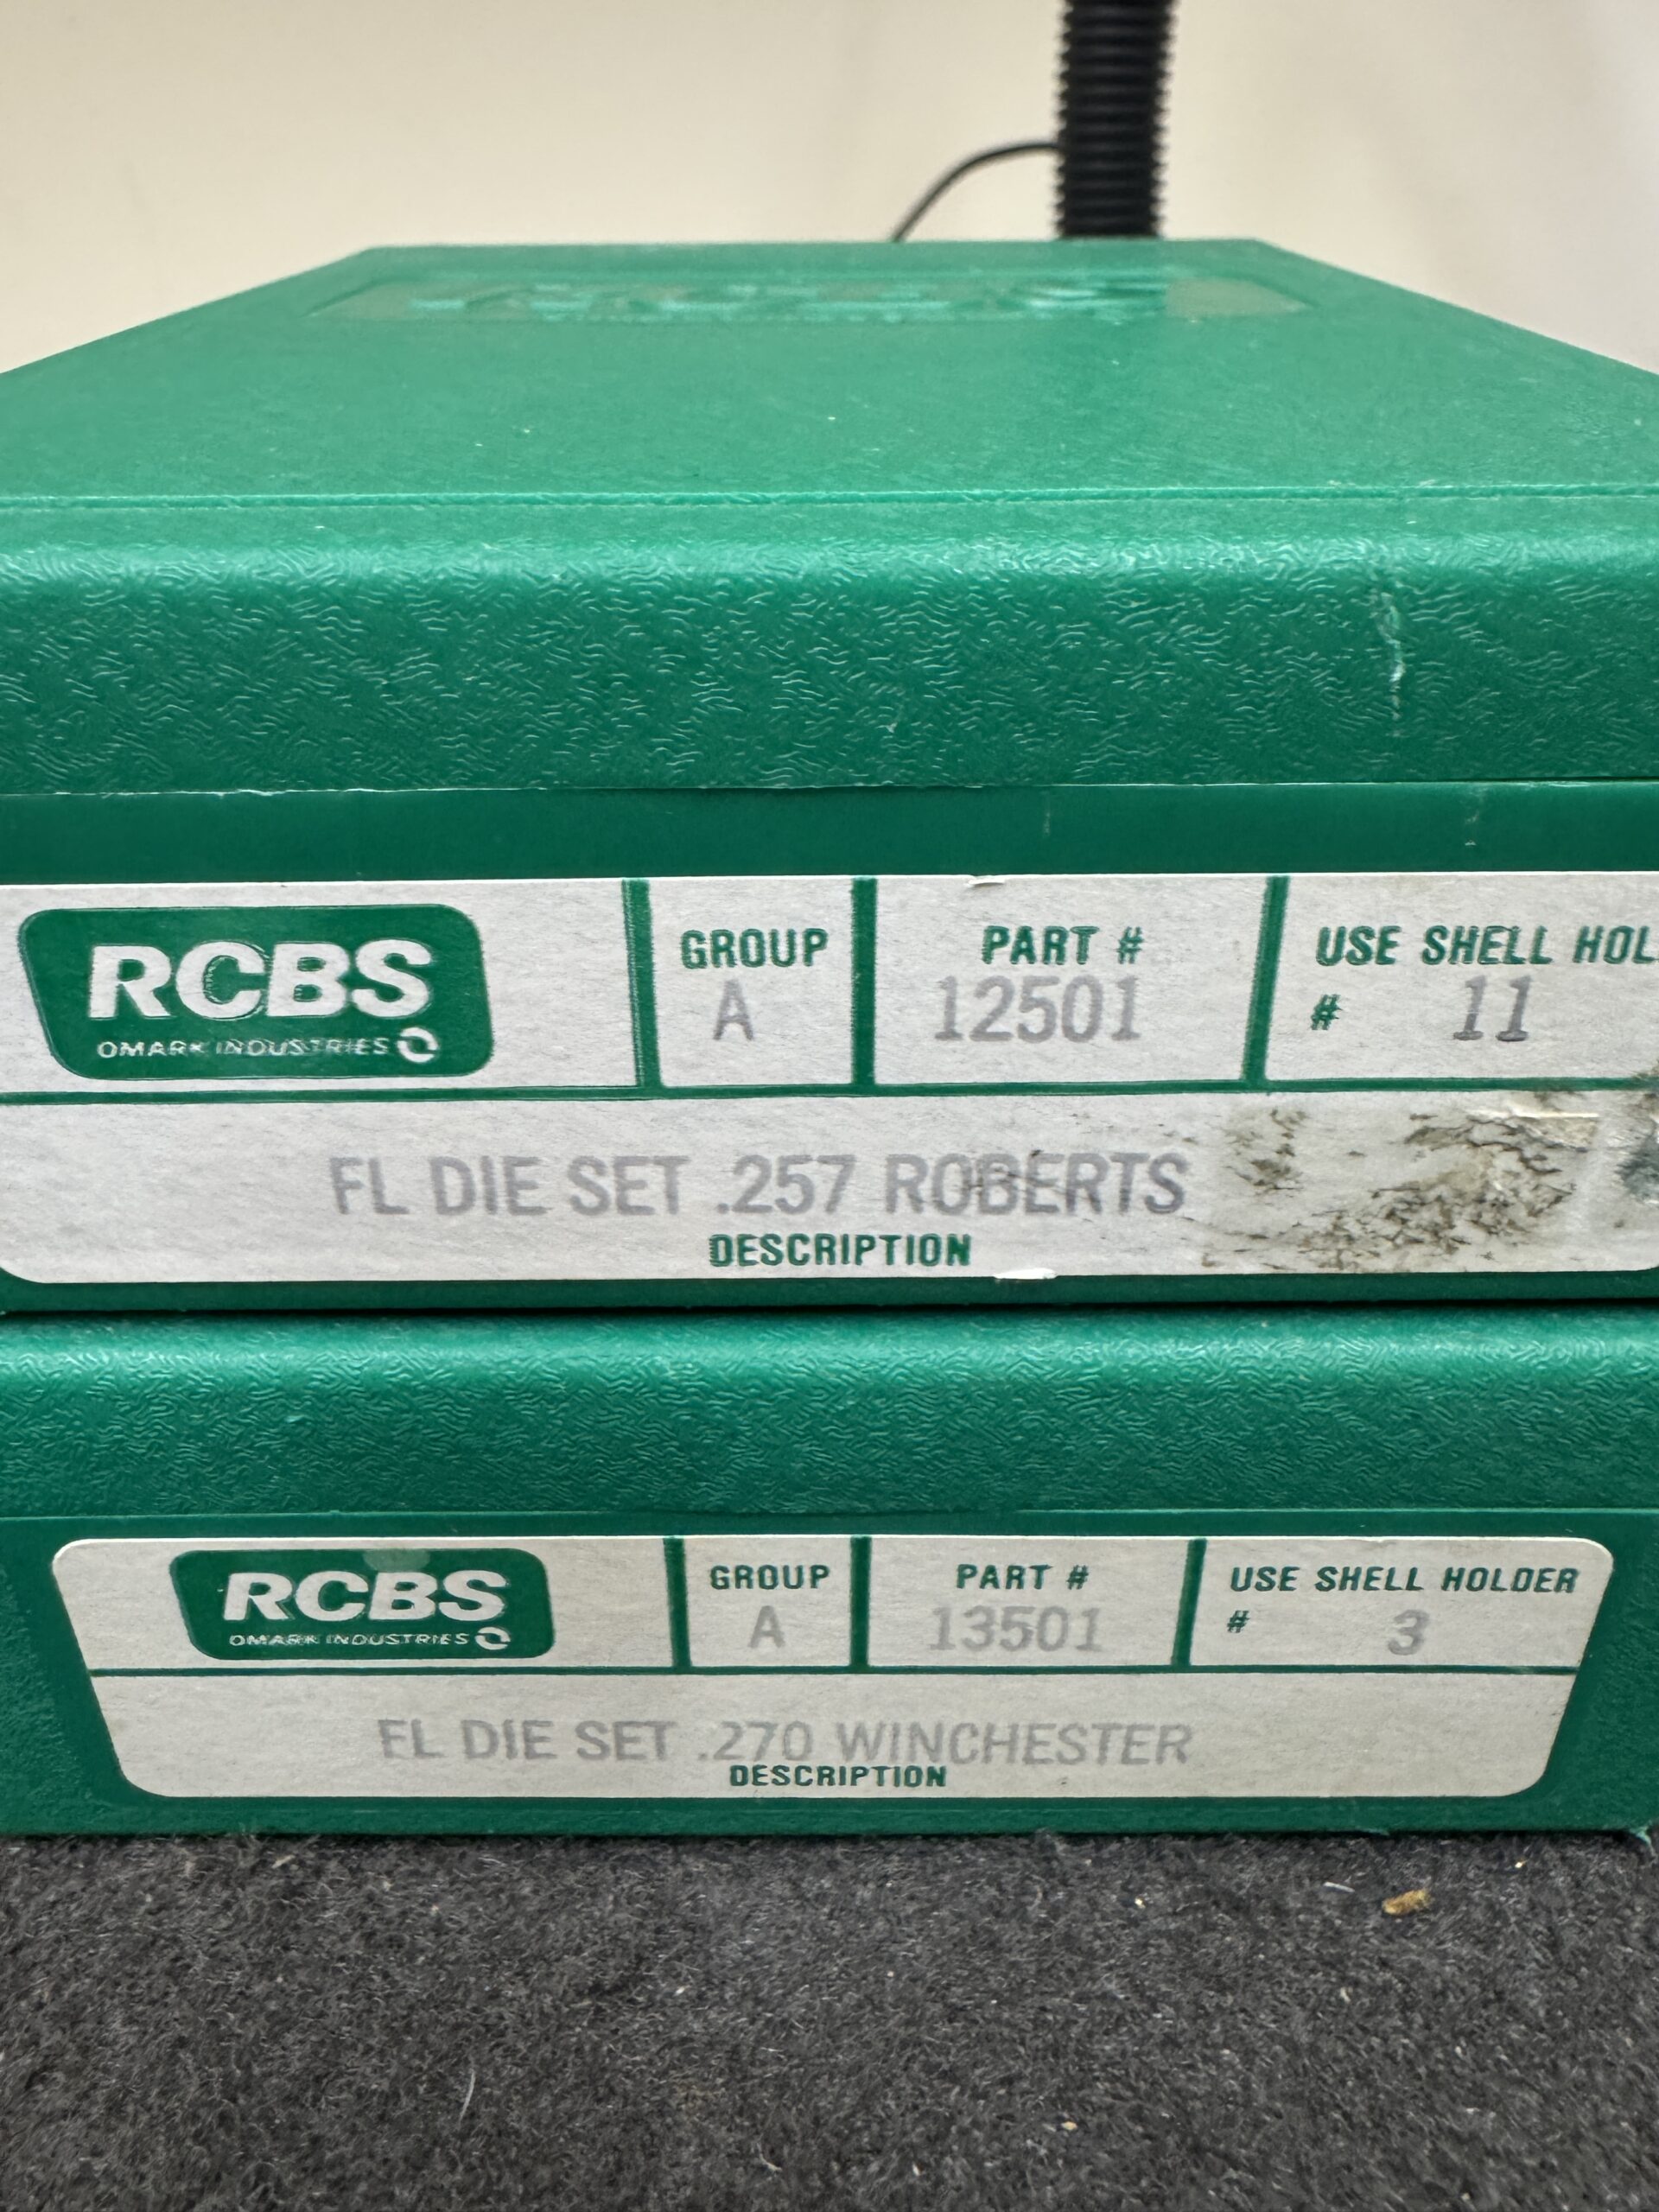 RCBS
OMARK INDUSTRIES
GROUP
A
PART #
12501
USE SHELL HOL
# 11
FL DIE SET .257 ROBERTS
DESCRIPTION
RCBS
OMARK INDUSTRIES
GROUP
A
PART #
13501
USE SHELL HOLDER
# 3
FL DIE SET .270 WINCHESTER
DESCRIPTION